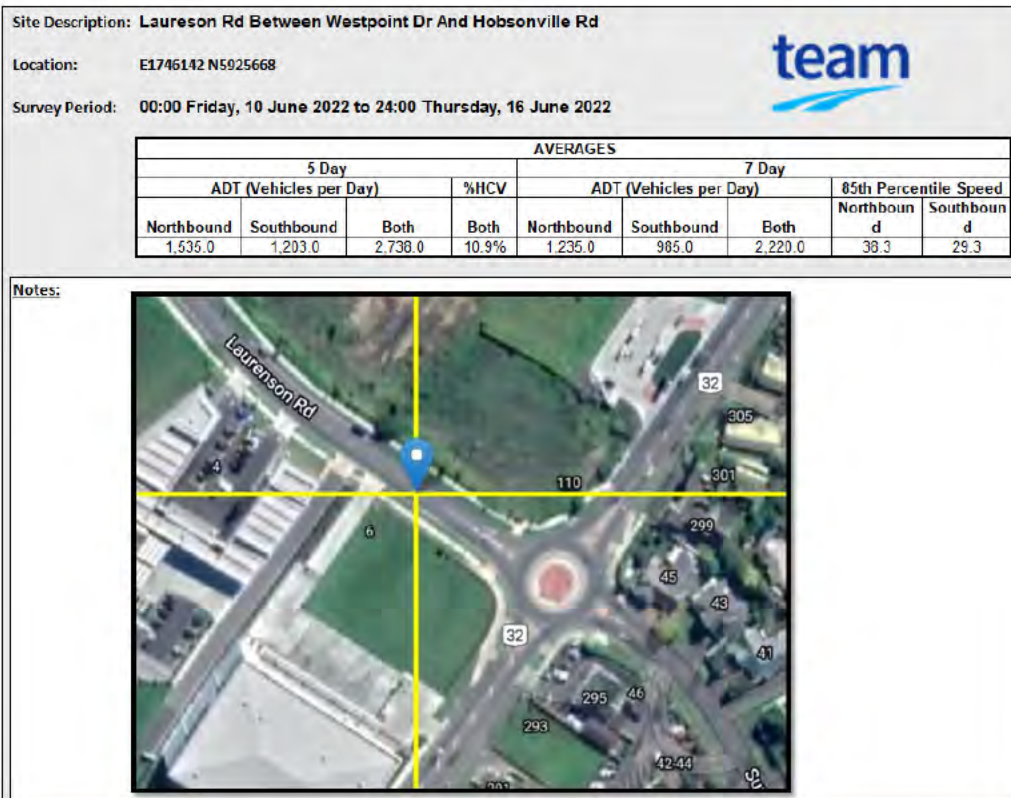 Site Description: Laureson Rd Between Westpoint Dr And Hobsonville Rd
team
Location: E1746142 N5925668
Survey Period: 00:00 Friday, 10 June 2022 to 24:00 Thursday, 16 June 2022
AVERAGES
5 Day 7 Day
ADT (Vehicles per Day) %HCV ADT (Vehicles per Day) 85th Percentile Speed
Northbound Southbound Both Both Northbound Southbound Both Northboun d Southboun d
1,535.0 1,203.0 2,738.0 10.9% 1,235.0 985.0 2,220.0 38.3 29.3
Notes:
Laurenson Rd
32
305
4
301
110
6
299
45
43
32
41
295
46
293
42-44